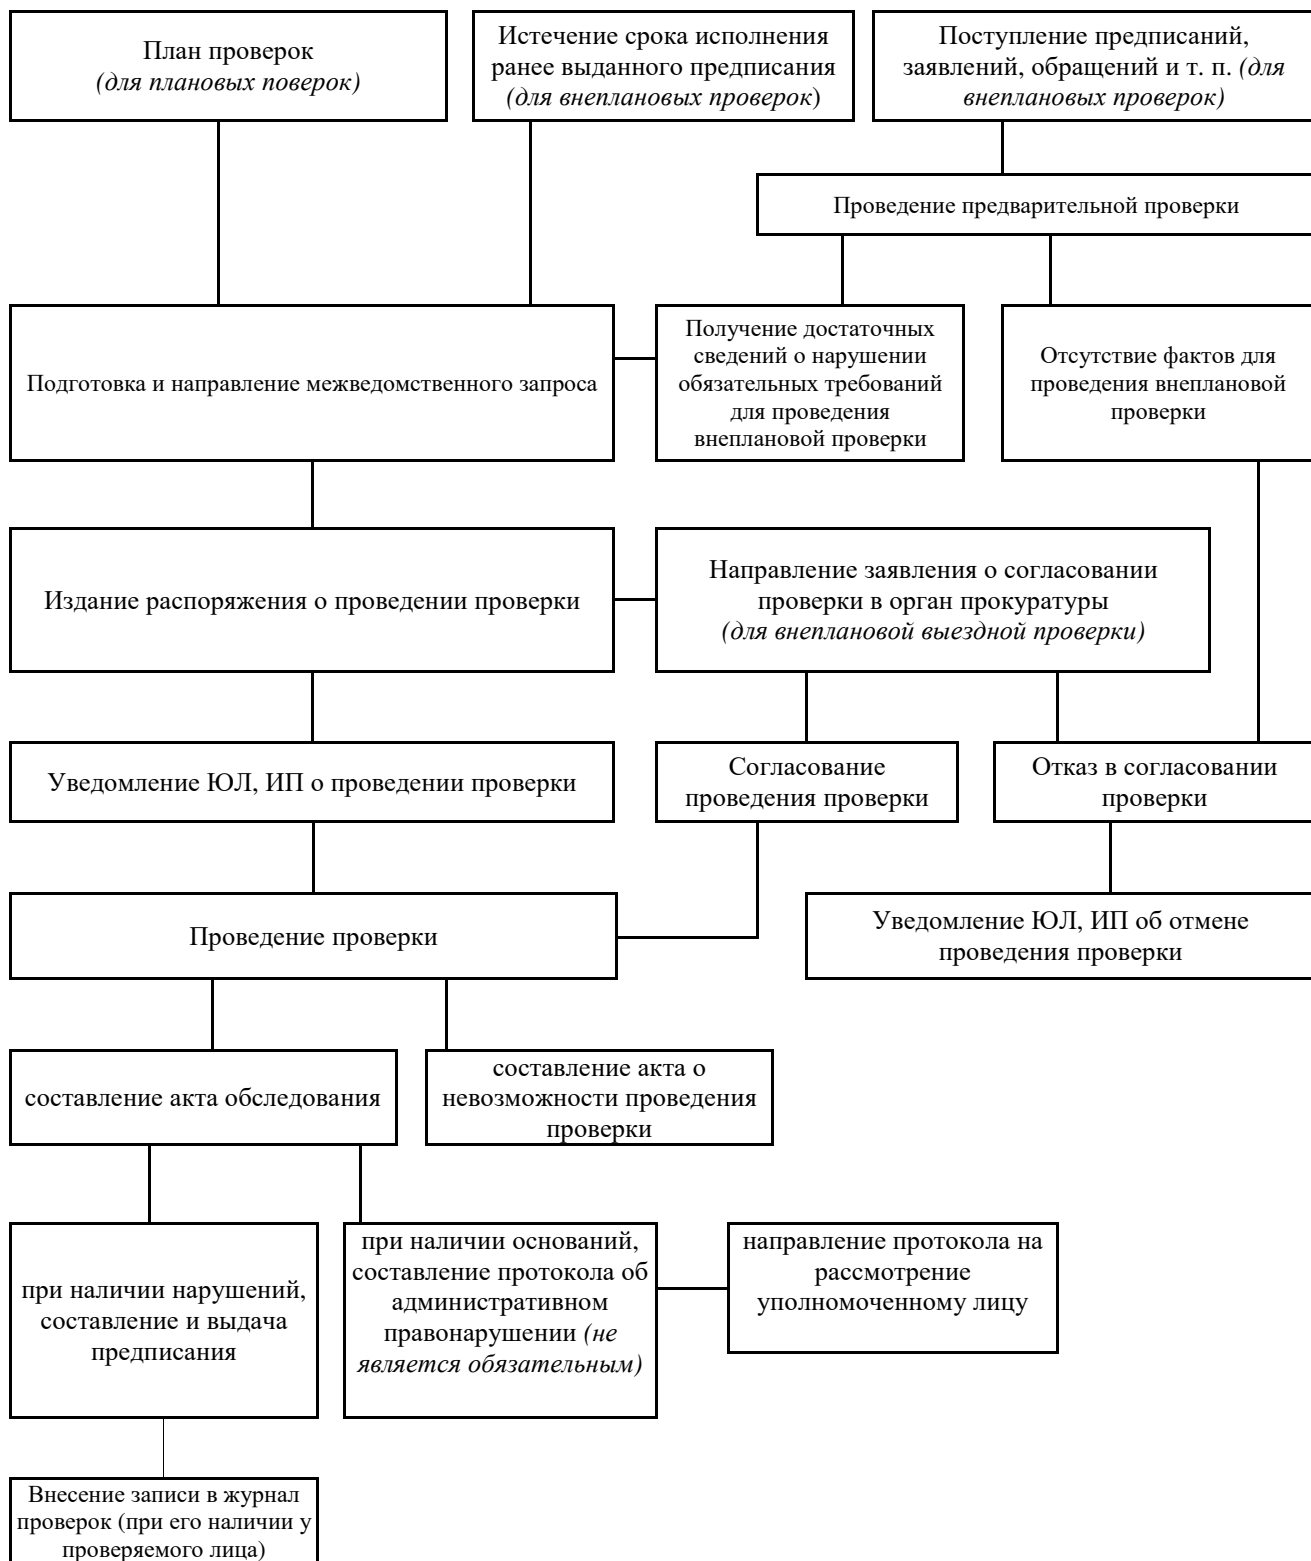 План проверок
(для плановых поверок)
Истечение срока исполнения
ранее выданного предписания
(для внеплановых проверок)
Поступление предписаний,
заявлений, обращений и т. п. (для
внеплановых проверок)
Проведение предварительной проверки
Подготовка и направление межведомственного запроса
Получение достаточных
сведений о нарушении
обязательных требований
для проведения
внеплановой проверки
Отсутствие фактов для
проведения внеплановой
проверки
Издание распоряжения о проведении проверки
Направление заявления о согласовании
проверки в орган прокуратуры
(для внеплановой выездной проверки)
Уведомление ЮЛ, ИП о проведении проверки
Согласование
проведения проверки
Отказ в согласовании
проверки
Проведение проверки
Уведомление ЮЛ, ИП об отмене
проведения проверки
составление акта обследования
составление акта о
невозможности проведения
проверки
при наличии нарушений,
составление и выдача
предписания
при наличии оснований,
составление протокола об
административном
правонарушении (не
является обязательным)
направление протокола на
рассмотрение
уполномоченному лицу
Внесение записи в журнал
проверок (при его наличии у
проверяемого лица)